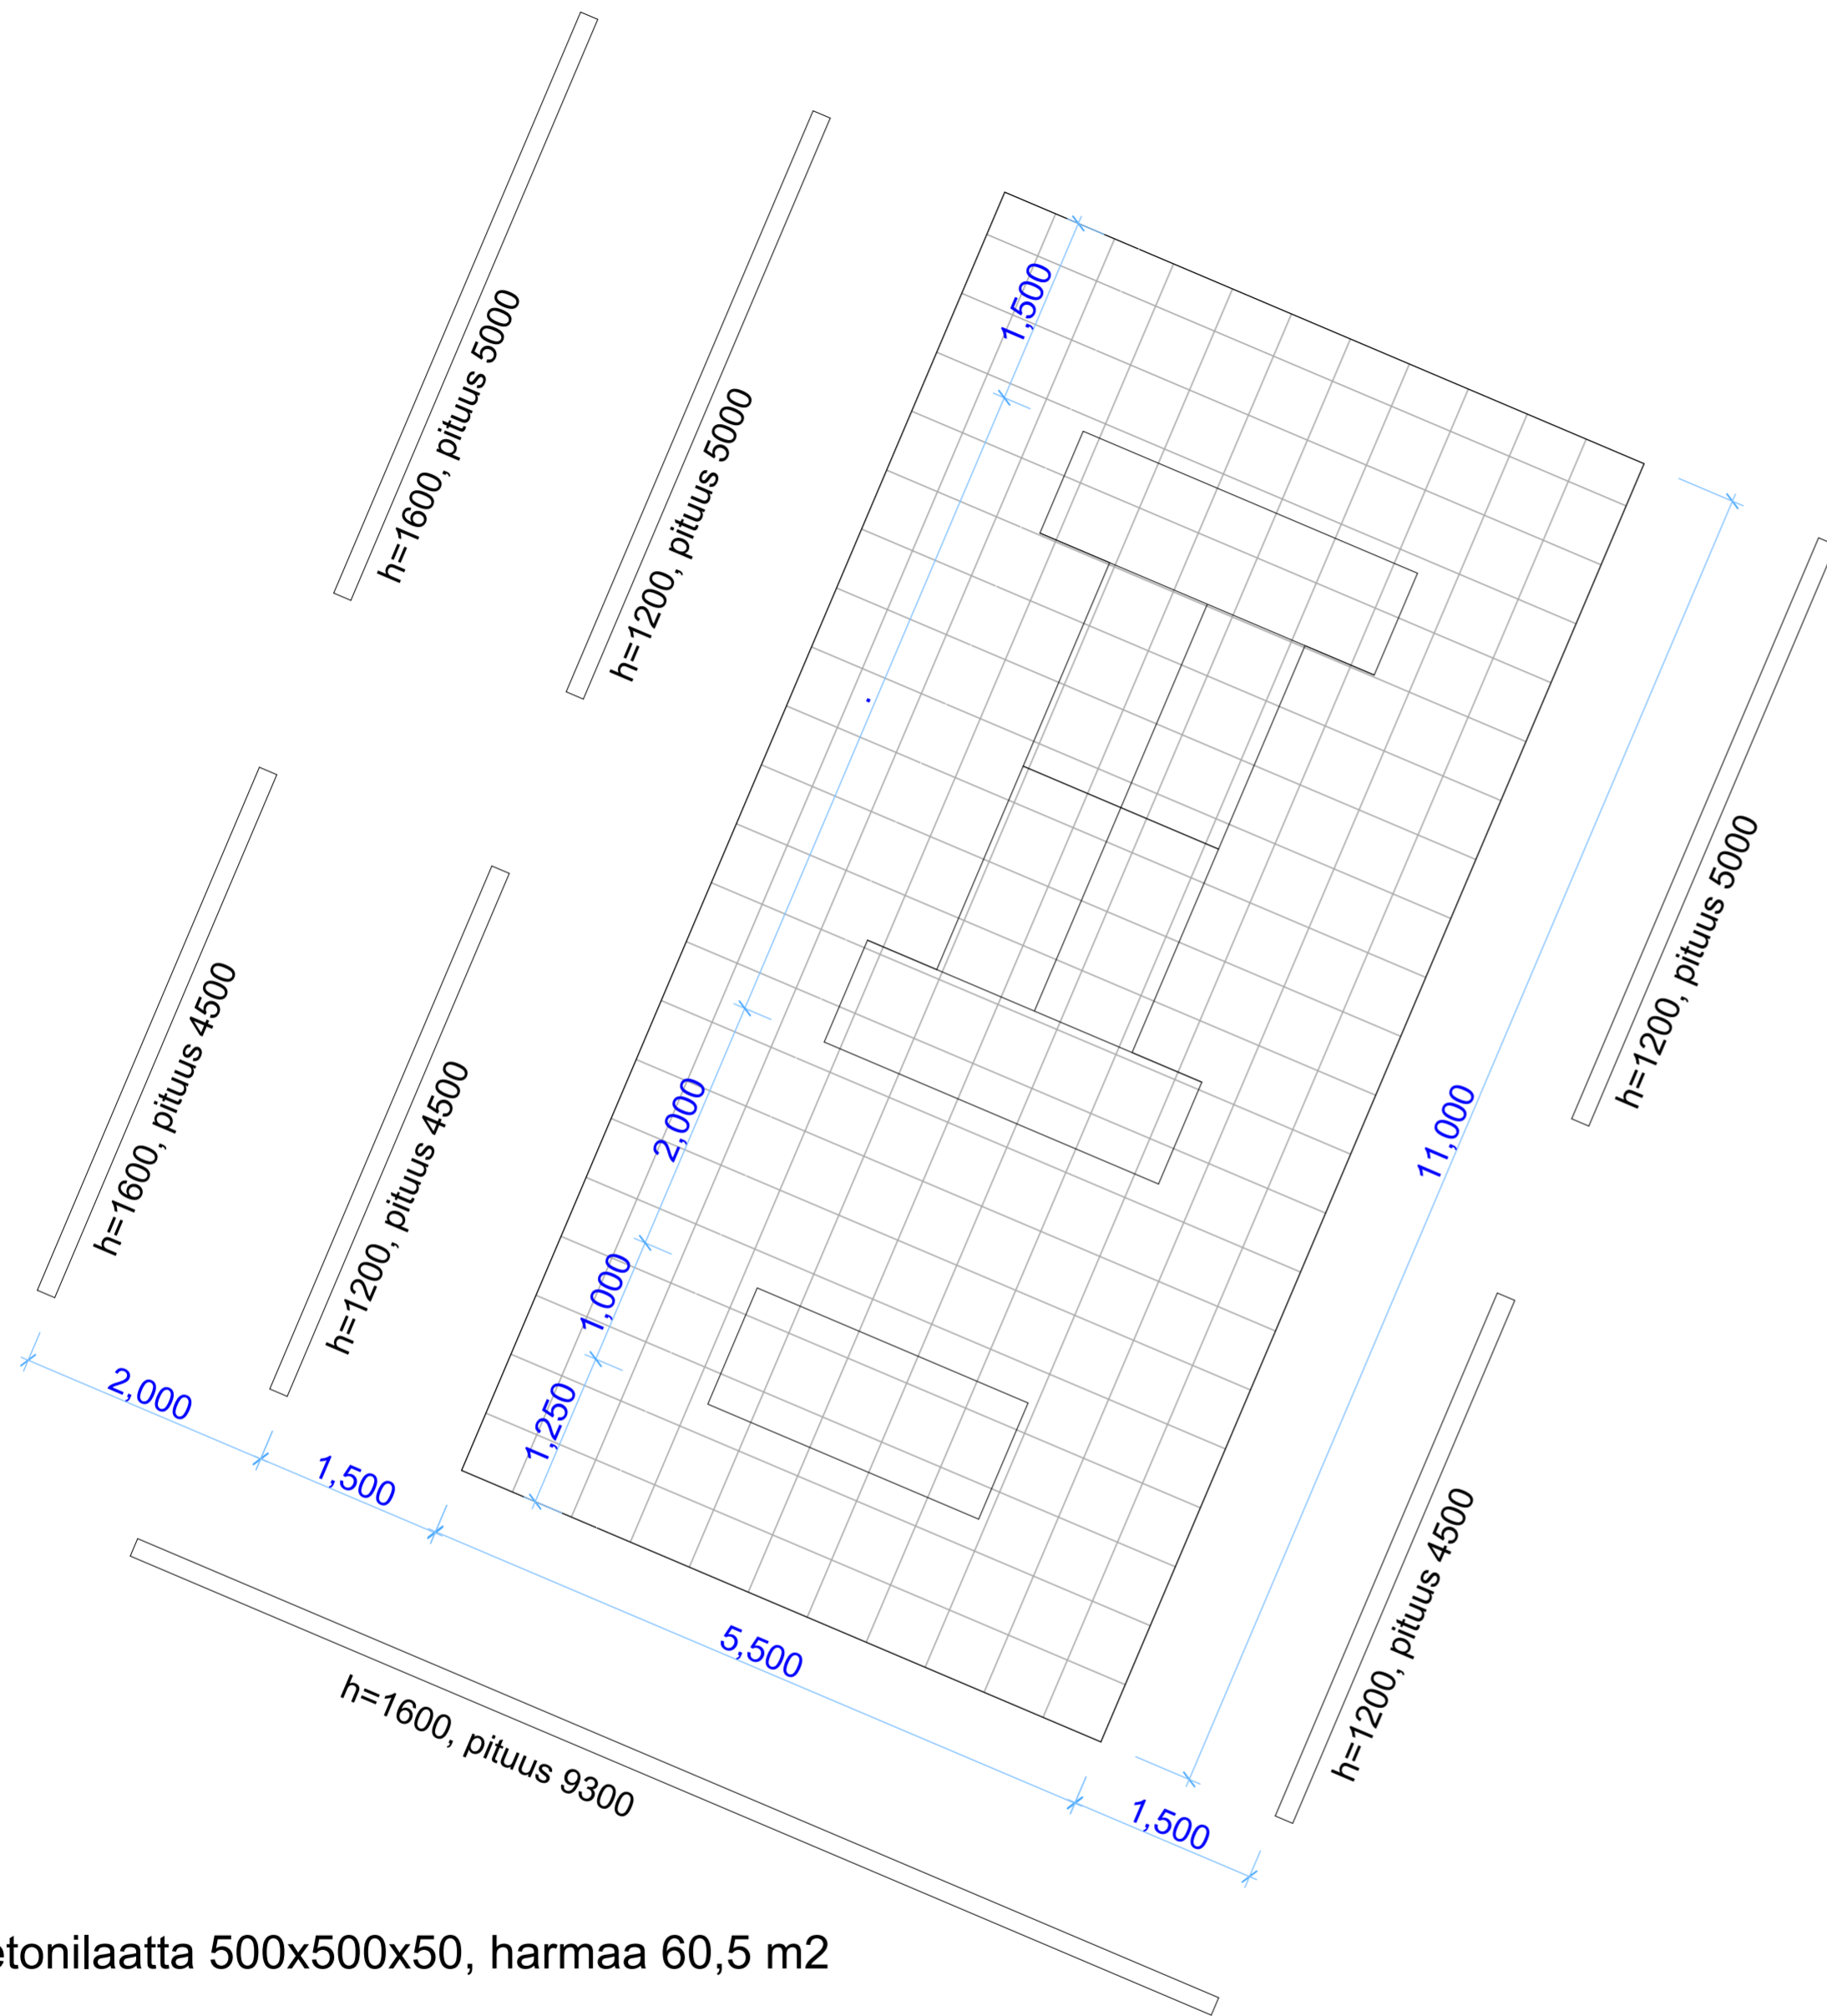 1,500
h=1600, pituus 5000
h=1200, pituus 5000
h=1200, pituus 5000
h=1600, pituus 4500
h=1200, pituus 4500
2,000
11,000
1,000
1,250
2,000
1,500
5,500
h=1200, pituus 4500
h=1600, pituus 9300
1,500
500x500x50, harmaa 60,5 m2